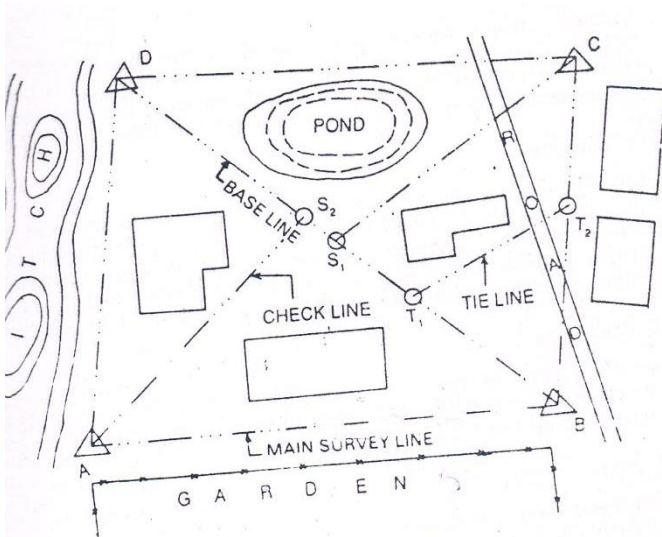 D
C
POND
R
O
A
O
H
C
T
I
BASE LINE
S2
S1
T2
T1
CHECK LINE
TIE LINE
B
MAIN SURVEY LINE
A
G A R D E N